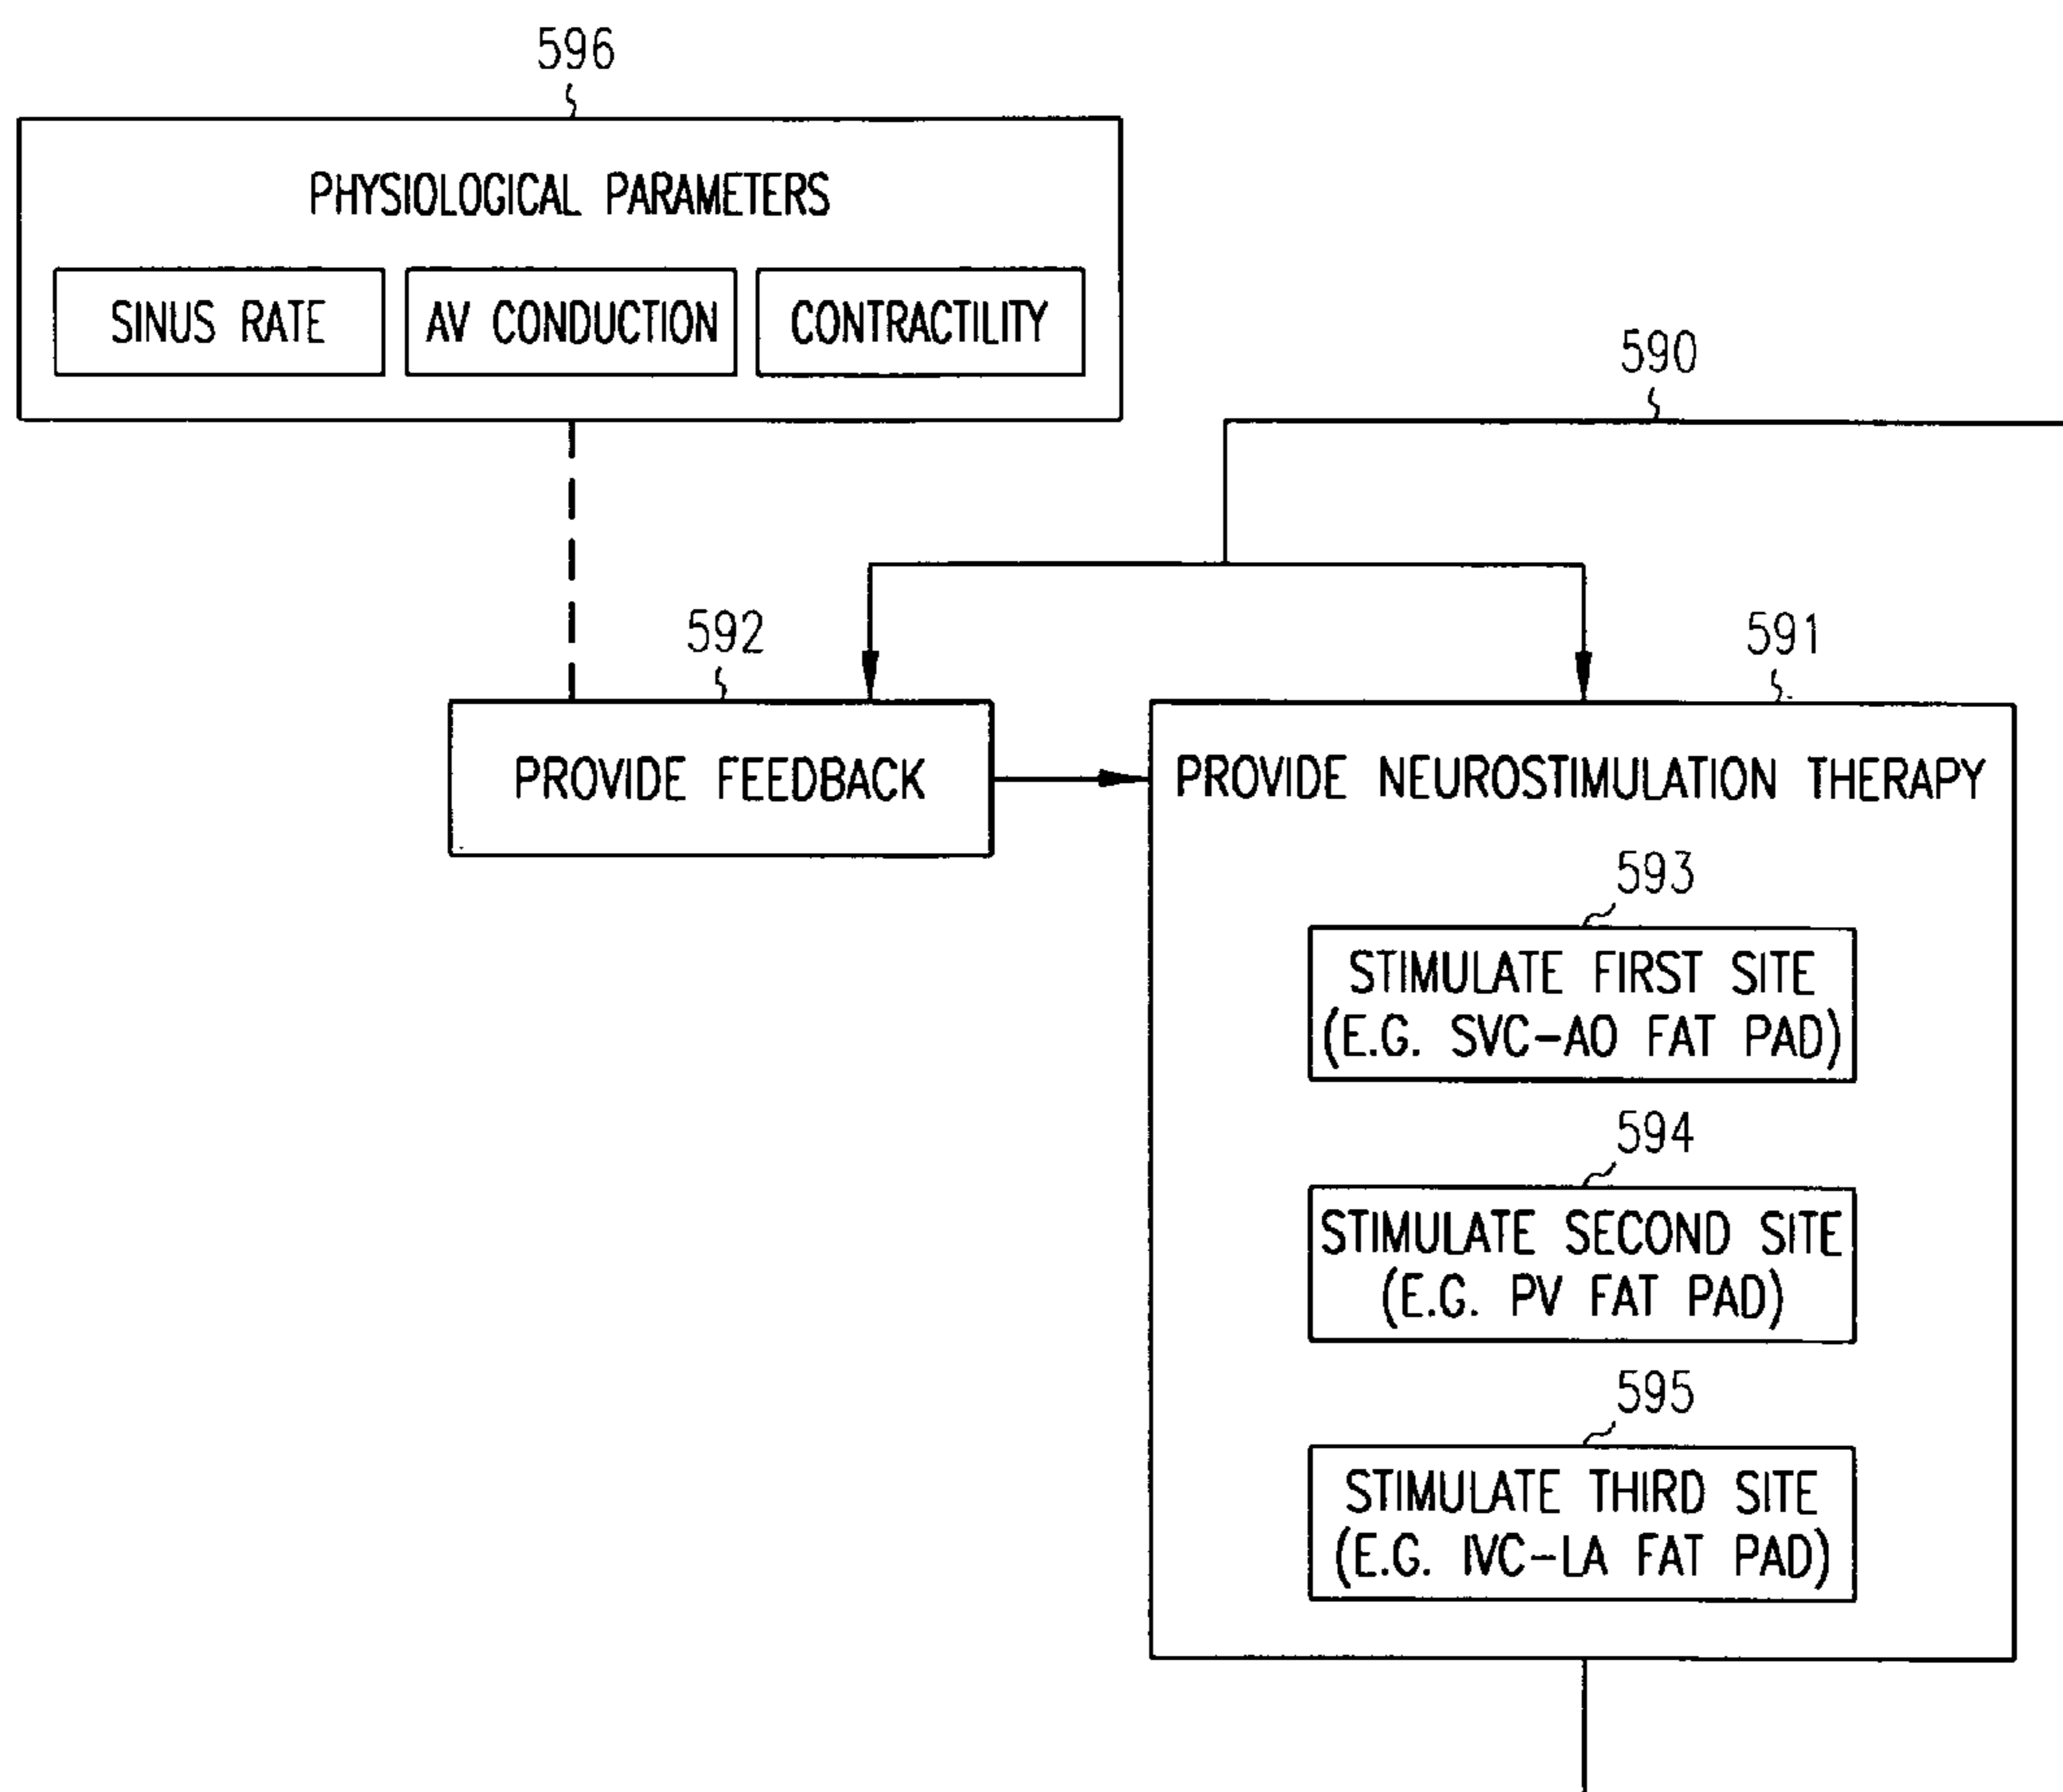 596
PHYSIOLOGICAL PARAMETERS
SINUS RATE
AV CONDUCTION
CONTRACTILITY
590
592
591
PROVIDE FEEDBACK
PROVIDE NEUROSTIMULATION THERAPY
593
STIMULATE FIRST SITE
(E.G. SVC-AO FAT PAD)
594
STIMULATE SECOND SITE
(E.G. PV FAT PAD)
595
STIMULATE THIRD SITE
(E.G. IVC-LA FAT PAD)